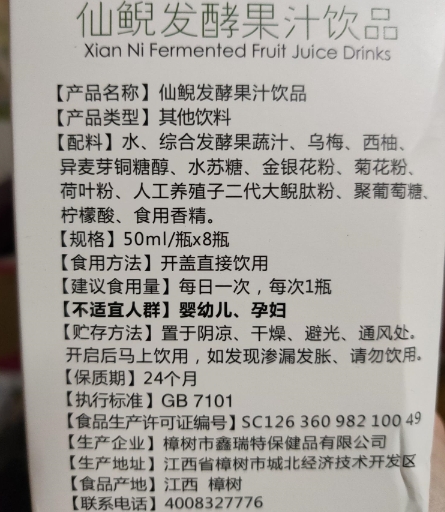 仙鲵发酵果汁饮品
Xian Ni Fermented Fruit Juice Drinks
【产品名称】仙鲵发酵果汁饮品
【产品类型】其他饮料
【配料】水、综合发酵果蔬汁、乌梅、西柚、
异麦芽铜糖醇、水苏糖、金银花粉、菊花粉、
荷叶粉、人工养殖子二代大鲵肽粉、聚葡萄糖、
柠檬酸、食用香精。
【规格】50ml/瓶x8瓶
【食用方法】开盖直接饮用
【建议食用量】每日一次，每次1瓶
【不适宜人群】婴幼儿、孕妇
【贮存方法】置于阴凉、干燥、避光、通风处。
开启后马上饮用，如发现渗漏发胀、请勿饮用。
【保质期】24个月
【执行标准】GB 7101
【食品生产许可证编号】SC126 360 982 100 49
【生产企业】樟树市鑫瑞特保健品有限公司
【生产地址】江西省樟树市城北经济技术开发区
【食品产地】江西 樟树
【联系电话】4008327776